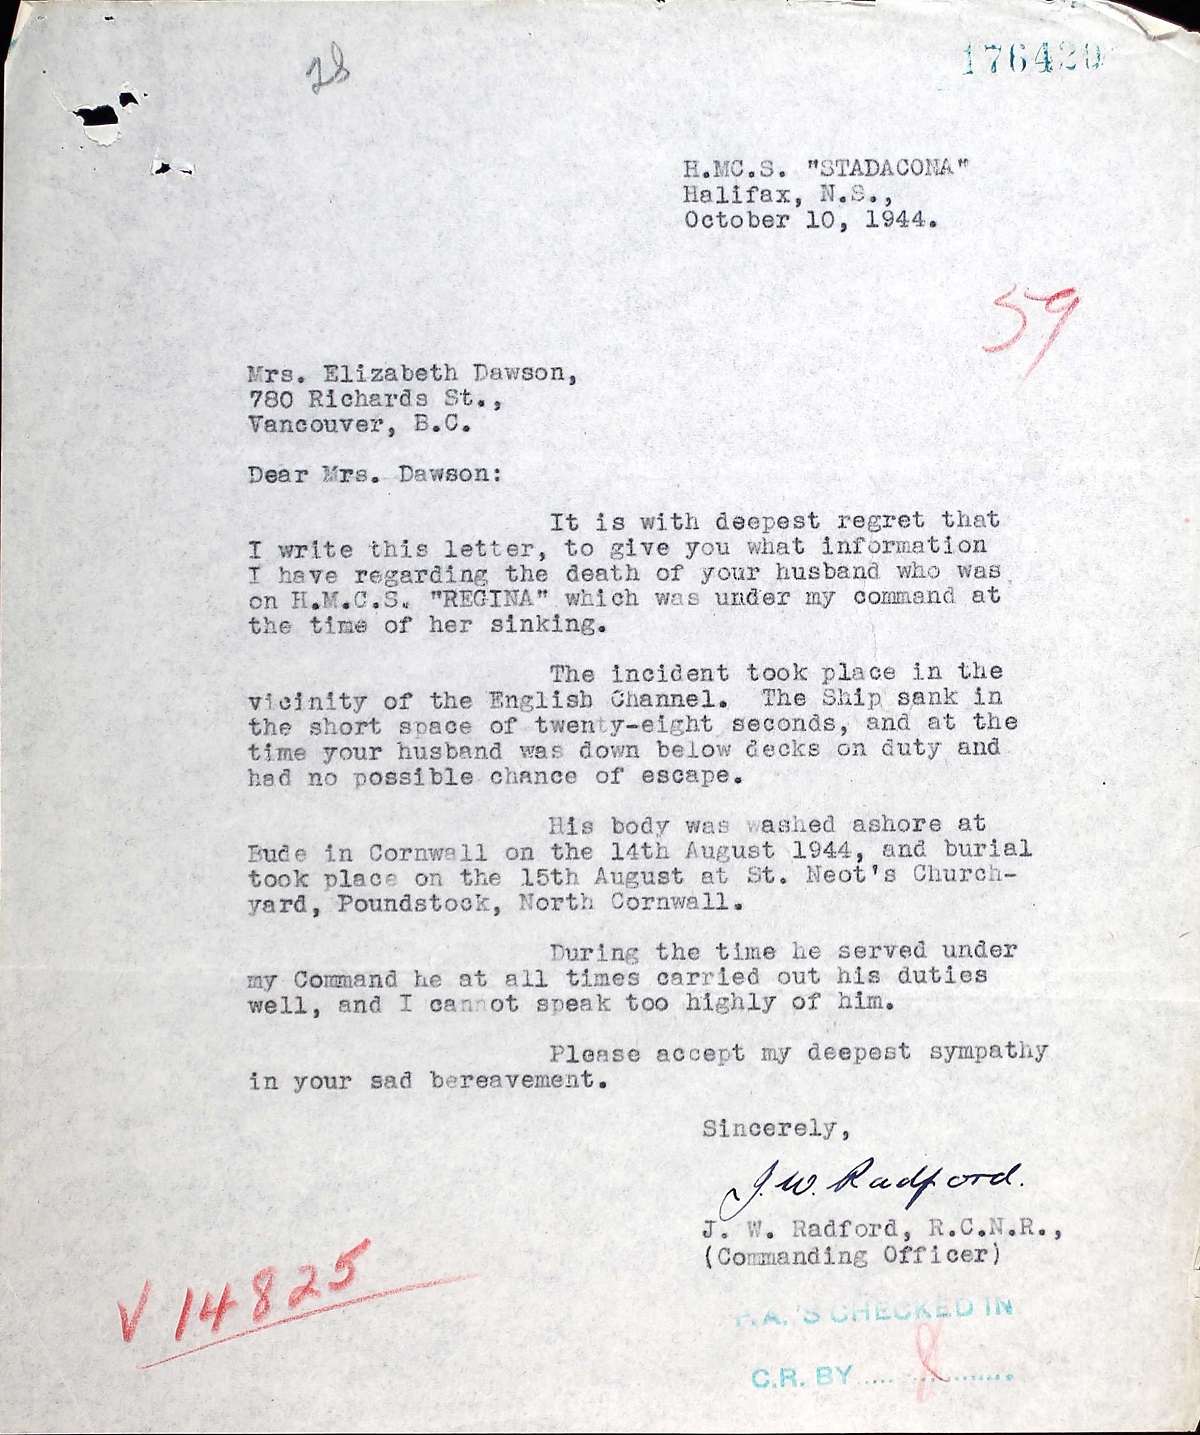 28
176420
H.MC.S. "STADACONA"
Halifax, N.S.,
October 10, 1944.
59
Mrs. Elizabeth Dawson,
780 Richards St.,
Vancouver, B.C.
Dear Mrs. Dawson:
It is with deepest regret that
I write this letter, to give you what information
I have regarding the death of your husband who was
on H.M.C.S. "REGINA" which was under my command at
the time of her sinking.
The incident took place in the
vicinity of the English Channel. The Ship sank in
the short space of twenty-eight seconds, and at the
time your husband was down below decks on duty and
had no possible chance of escape.
His body was washed ashore at
Bude in Cornwall on the 14th August 1944, and burial
took place on the 15th August at St. Neot's Church-
yard, Poundstock, North Cornwall.
During the time he served under
my Command he at all times carried out his duties
well, and I cannot speak too highly of him.
Please accept my deepest sympathy
in your sad bereavement.
Sincerely,
J. W. Radford.
J. W. Radford, R.C.N.R.,
(Commanding Officer)
V 14825
P.A.'S CHECKED IN
C.R. BY ..............